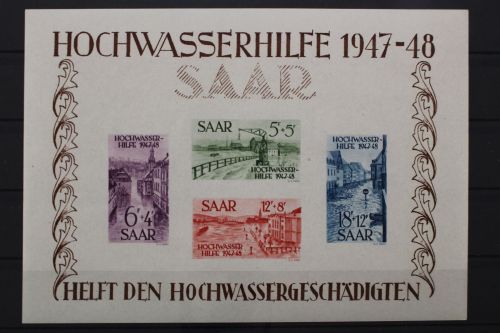 HOCHWASSERHILFE 1947-48
SAAR
HOCHWASSER-
HILFE 1947-48
6+4
SAAR
SAAR 5+5
HOCHWASSER-
HILFE 1947-48
SAAR 12+8
HOCHWASSER-
HILFE 1947-48
HOCHWASSER-
HILFE 1947-48
18+12
SAAR
HELFT DEN HOCHWASSERGESCHÄDIGTEN